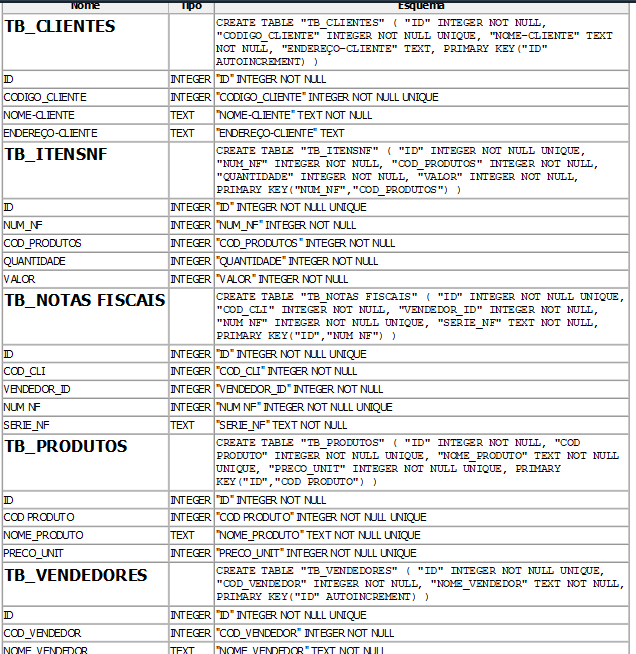 Nome Tipo Esquema
TB_CLIENTES CREATE TABLE "TB_CLIENTES" ( "ID" INTEGER NOT NULL,
"CODIGO_CLIENTE" INTEGER NOT NULL UNIQUE, "NOME-CLIENTE" TEXT
NOT NULL, "ENDEREÇO-CLIENTE" TEXT, PRIMARY KEY("ID"
AUTOINCREMENT) )
ID INTEGER "ID" INTEGER NOT NULL
CODIGO_CLIENTE INTEGER "CODIGO_CLIENTE" INTEGER NOT NULL UNIQUE
NOME-CLIENTE TEXT "NOME-CLIENTE" TEXT NOT NULL
ENDEREÇO-CLIENTE TEXT "ENDEREÇO-CLIENTE" TEXT
TB_ITENSNF CREATE TABLE "TB_ITENSNF" ( "ID" INTEGER NOT NULL UNIQUE,
"NUM_NF" INTEGER NOT NULL, "COD_PRODUTOS" INTEGER NOT NULL,
"QUANTIDADE" INTEGER NOT NULL, "VALOR" INTEGER NOT NULL,
PRIMARY KEY("NUM_NF","COD_PRODUTOS") )
ID INTEGER "ID" INTEGER NOT NULL UNIQUE
NUM_NF INTEGER "NUM_NF" INTEGER NOT NULL
COD_PRODUTOS INTEGER "COD_PRODUTOS" INTEGER NOT NULL
QUANTIDADE INTEGER "QUANTIDADE" INTEGER NOT NULL
VALOR INTEGER "VALOR" INTEGER NOT NULL
TB_NOTAS FISCAIS CREATE TABLE "TB_NOTAS FISCAIS" ( "ID" INTEGER NOT NULL UNIQUE,
"COD_CLI" INTEGER NOT NULL, "VENDEDOR_ID" INTEGER NOT NULL,
"NUM NF" INTEGER NOT NULL UNIQUE, "SERIE_NF" TEXT NOT NULL,
PRIMARY KEY("ID","NUM NF") )
ID INTEGER "ID" INTEGER NOT NULL UNIQUE
COD_CLI INTEGER "COD_CLI" INTEGER NOT NULL
VENDEDOR_ID INTEGER "VENDEDOR_ID" INTEGER NOT NULL
NUM NF INTEGER "NUM NF" INTEGER NOT NULL UNIQUE
SERIE_NF TEXT "SERIE_NF" TEXT NOT NULL
TB_PRODUTOS CREATE TABLE "TB_PRODUTOS" ( "ID" INTEGER NOT NULL, "COD
PRODUTO" INTEGER NOT NULL UNIQUE, "NOME_PRODUTO" TEXT NOT NULL
UNIQUE, "PRECO_UNIT" INTEGER NOT NULL UNIQUE, PRIMARY
KEY("ID","COD PRODUTO") )
ID INTEGER "ID" INTEGER NOT NULL
COD PRODUTO INTEGER "COD PRODUTO" INTEGER NOT NULL UNIQUE
NOME_PRODUTO TEXT "NOME_PRODUTO" TEXT NOT NULL UNIQUE
PRECO_UNIT INTEGER "PRECO_UNIT" INTEGER NOT NULL UNIQUE
TB_VENDEDORES CREATE TABLE "TB_VENDEDORES" ( "ID" INTEGER NOT NULL UNIQUE,
"COD_VENDEDOR" INTEGER NOT NULL, "NOME_VENDEDOR" TEXT NOT NULL,
PRIMARY KEY("ID" AUTOINCREMENT) )
ID INTEGER "ID" INTEGER NOT NULL UNIQUE
COD_VENDEDOR INTEGER "COD_VENDEDOR" INTEGER NOT NULL
NOME_VENDEDOR TEXT "NOME_VENDEDOR" TEXT NOT NULL